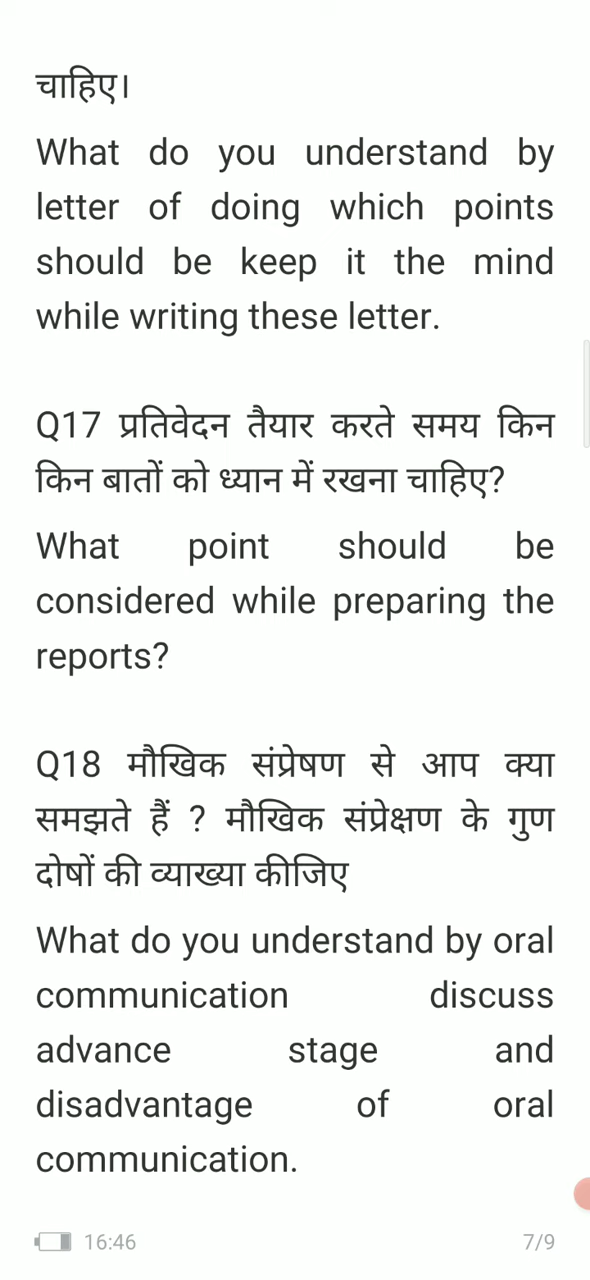 चाहिए।
What do you understand by
letter of doing which points
should be keep it the mind
while writing these letter.
Q17 प्रतिवेदन तैयार करते समय किन
किन बातों को ध्यान में रखना चाहिए?
What point should be
considered while preparing the
reports?
Q18 मौखिक संप्रेषण से आप क्या
समझते हैं ? मौखिक संप्रेक्षण के गुण
दोषों की व्याख्या कीजिए
What do you understand by oral
communication discuss
advance stage and
disadvantage of oral
communication.
16:46 7/9